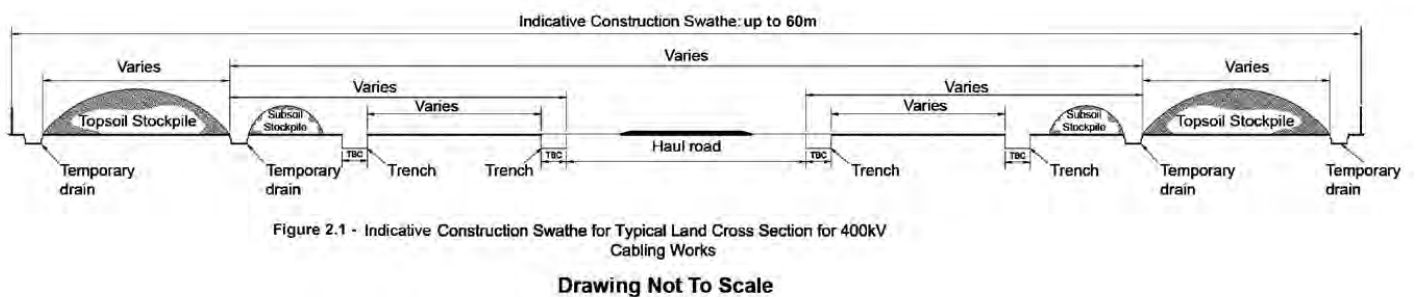 Indicative Construction Swathe: up to 60m
Varies
Varies
Varies
Varies
Varies
Varies
Varies
Topsoil Stockpile
Subsoil
Stockpile
Subsoil
Stockpile
Topsoil Stockpile
TBC
TBC
Haul road
TBC
TBC
Temporary
drain
Temporary
drain
Trench
Trench
Trench
Trench
Temporary
drain
Temporary
drain
Figure 2.1 - Indicative Construction Swathe for Typical Land Cross Section for 400kV
Cabling Works
Drawing Not To Scale